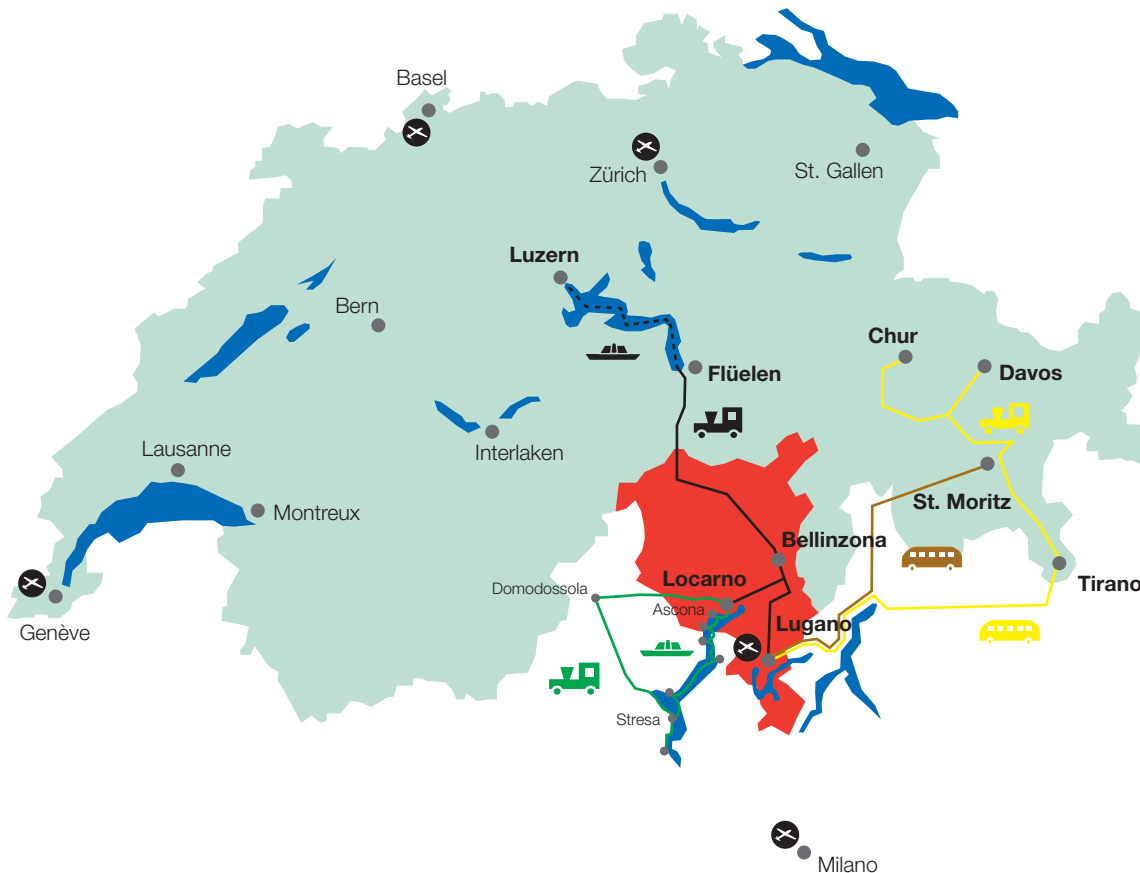 Basel
Zürich
St. Gallen
Luzern
Bern
Chur
Flüelen
Davos
Lausanne
Interlaken
St. Moritz
Montreux
Bellinzona
Domodossola
Locarno
Tirano
Ascona
Genève
Lugano
Stresa
Milano